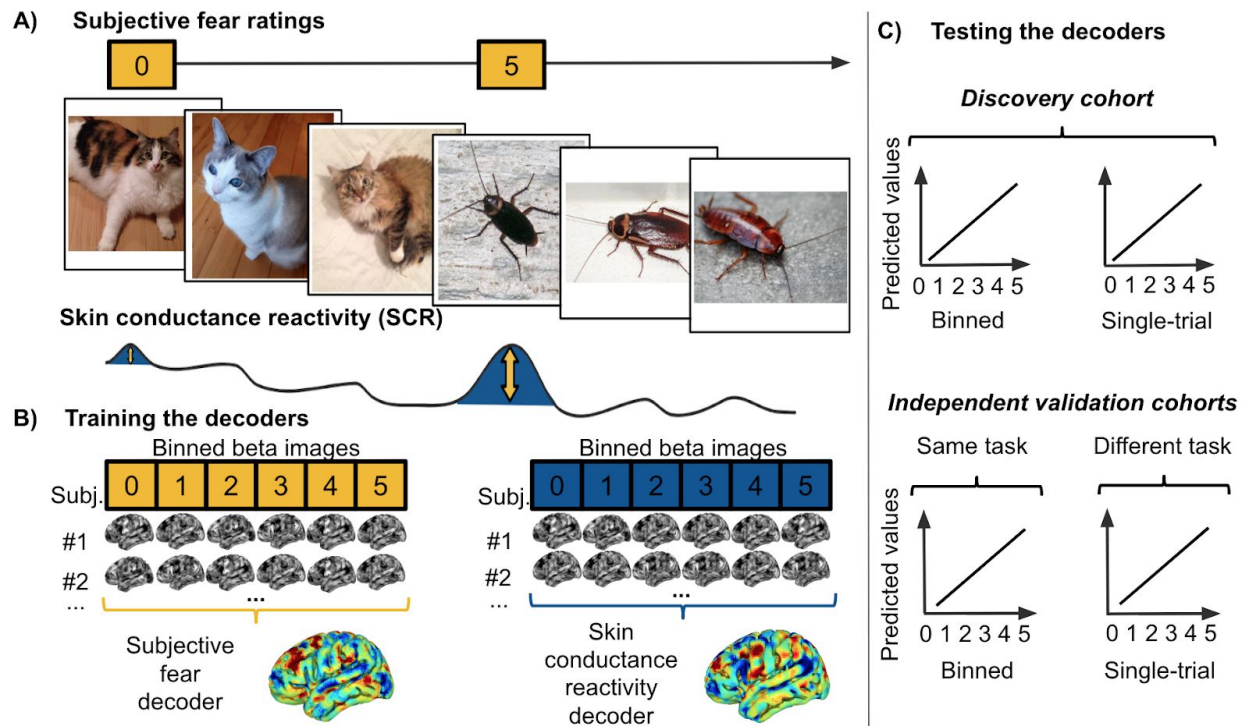 A) Subjective fear ratings
0 5
Skin conductance reactivity (SCR)
B) Training the decoders
Binned beta images
Subj. 0 1 2 3 4 5
#1
#2
... ...
Subjective
fear
decoder
Binned beta images
Subj. 0 1 2 3 4 5
#1
#2
... ...
Skin
conductance
reactivity
decoder
C) Testing the decoders
Discovery cohort
Predicted values
0 1 2 3 4 5
Binned
0 1 2 3 4 5
Single-trial
Independent validation cohorts
Same task
Different task
Predicted values
0 1 2 3 4 5
Binned
0 1 2 3 4 5
Single-trial